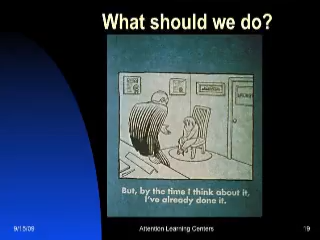 What should we do?
But, by the time I think about it,
I've already done it.
9/15/09
Attention Learning Centers
19